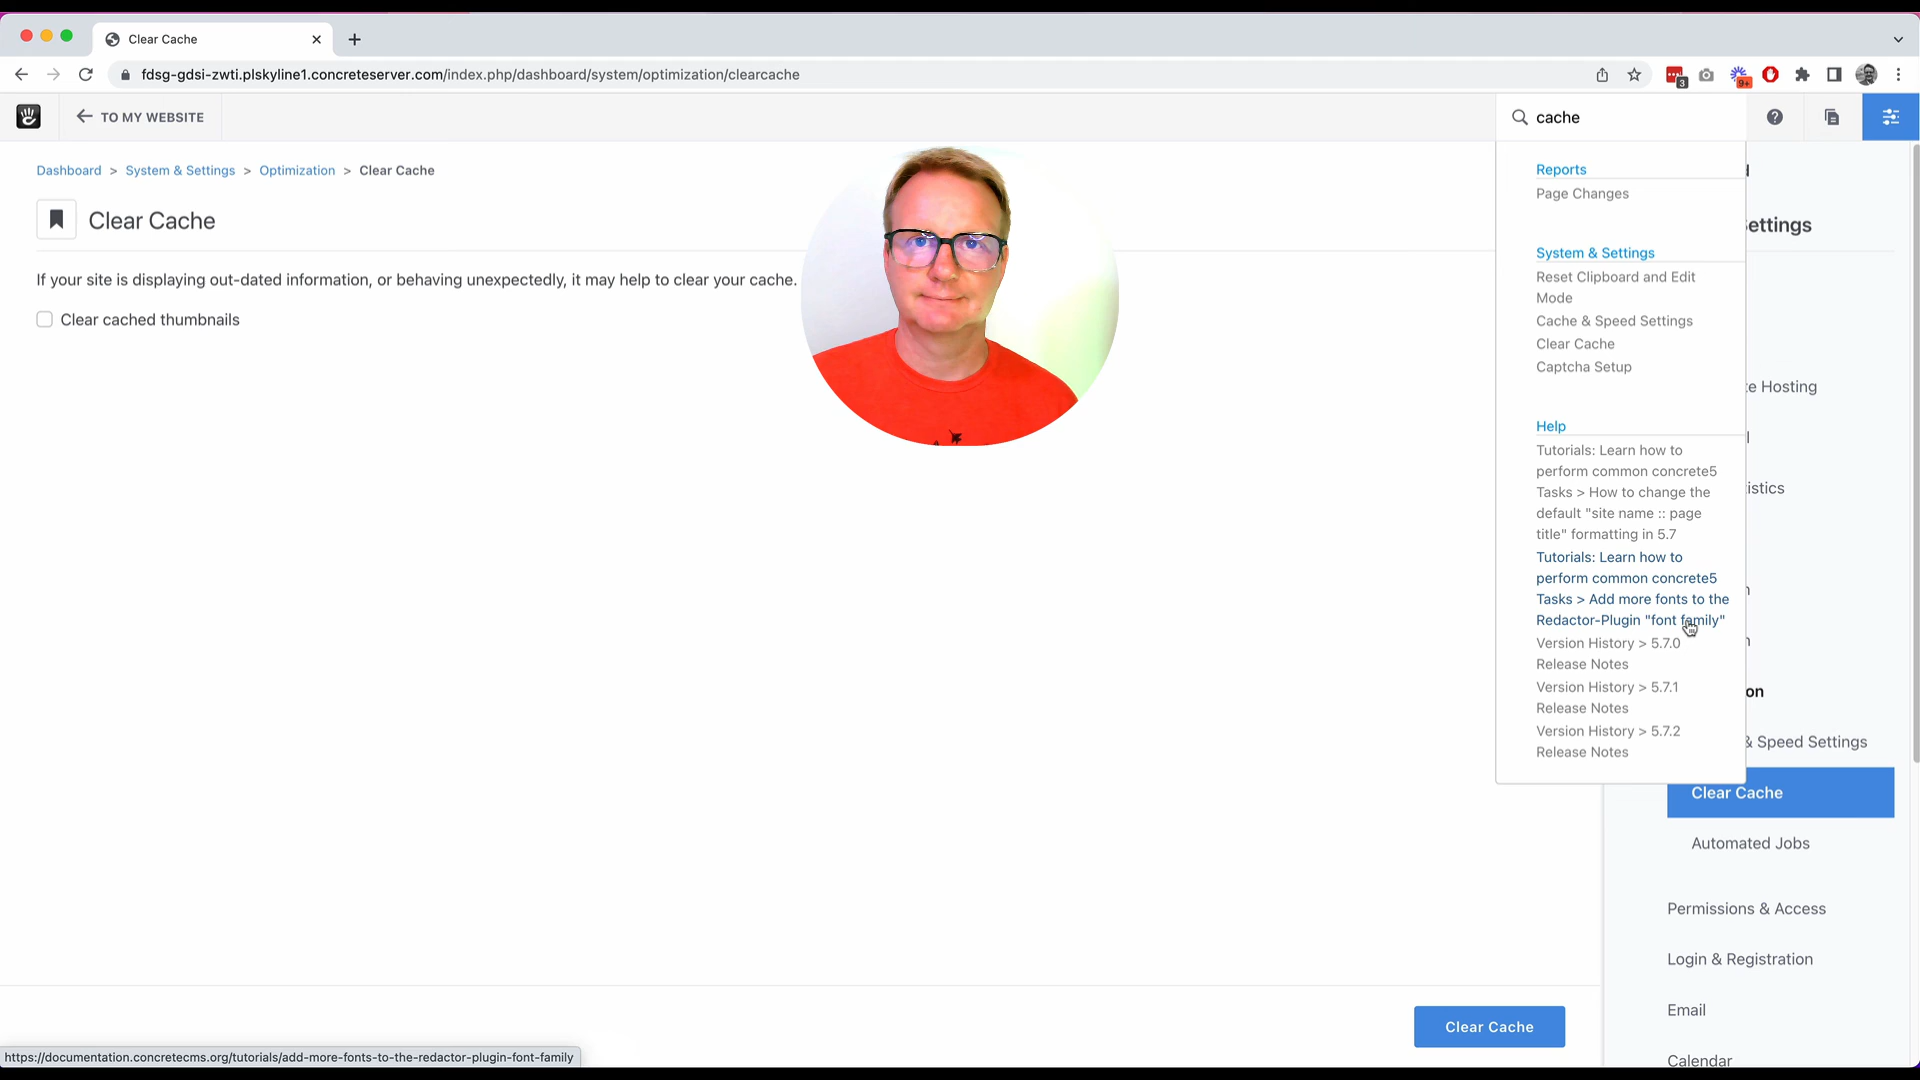 Clear Cache
fdsg-gdsi-zwti.plskyline1.concreteserver.com/index.php/dashboard/system/optimization/clearcache
3
9+
TO MY WEBSITE
cache
Dashboard > System & Settings > Optimization > Clear Cache
Clear Cache
If your site is displaying out-dated information, or behaving unexpectedly, it may help to clear your cache.
Clear cached thumbnails
Reports
Page Changes
System & Settings
Reset Clipboard and Edit
Mode
Cache & Speed Settings
Clear Cache
Captcha Setup
Help
Tutorials: Learn how to
perform common concrete5
Tasks > How to change the
default "site name :: page
title" formatting in 5.7
Tutorials: Learn how to
perform common concrete5
Tasks > Add more fonts to the
Redactor-Plugin "font family"
Version History > 5.7.0
Release Notes
Version History > 5.7.1
Release Notes
Version History > 5.7.2
Release Notes
ettings
Hosting
istics
on
& Speed Settings
Clear Cache
Automated Jobs
Permissions & Access
Login & Registration
Email
Calendar
Clear Cache
https://documentation.concretecms.org/tutorials/add-more-fonts-to-the-redactor-plugin-font-family